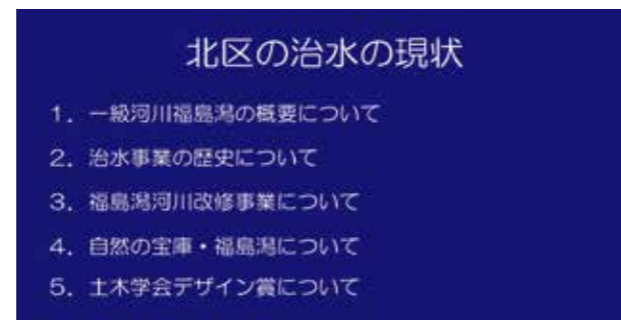 北区の治水の現状
1. 一級河川福島潟の概要について
2. 治水事業の歴史について
3. 福島潟河川改修事業について
4. 自然の宝庫・福島潟について
5. 土木学会デザイン賞について